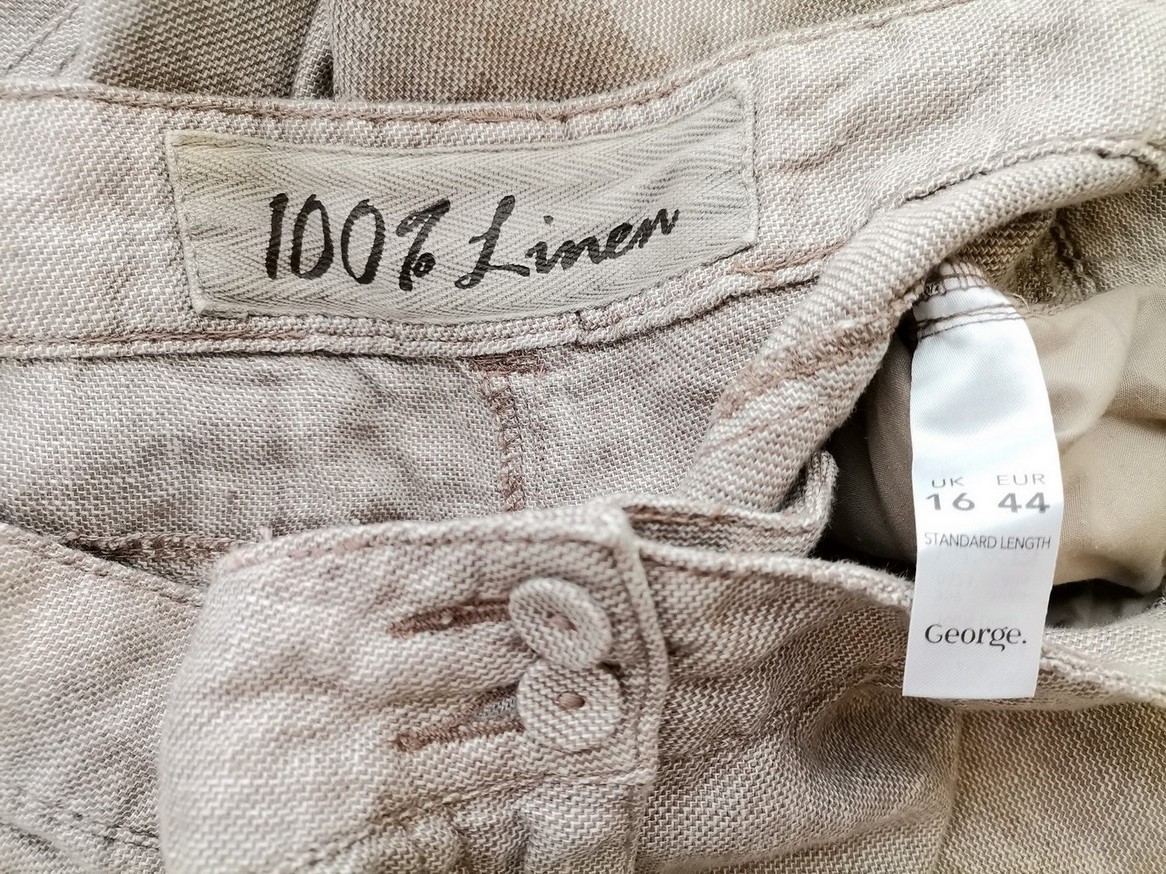 100% Linen
UK EUR
16 44
STANDARD LENGTH
George.